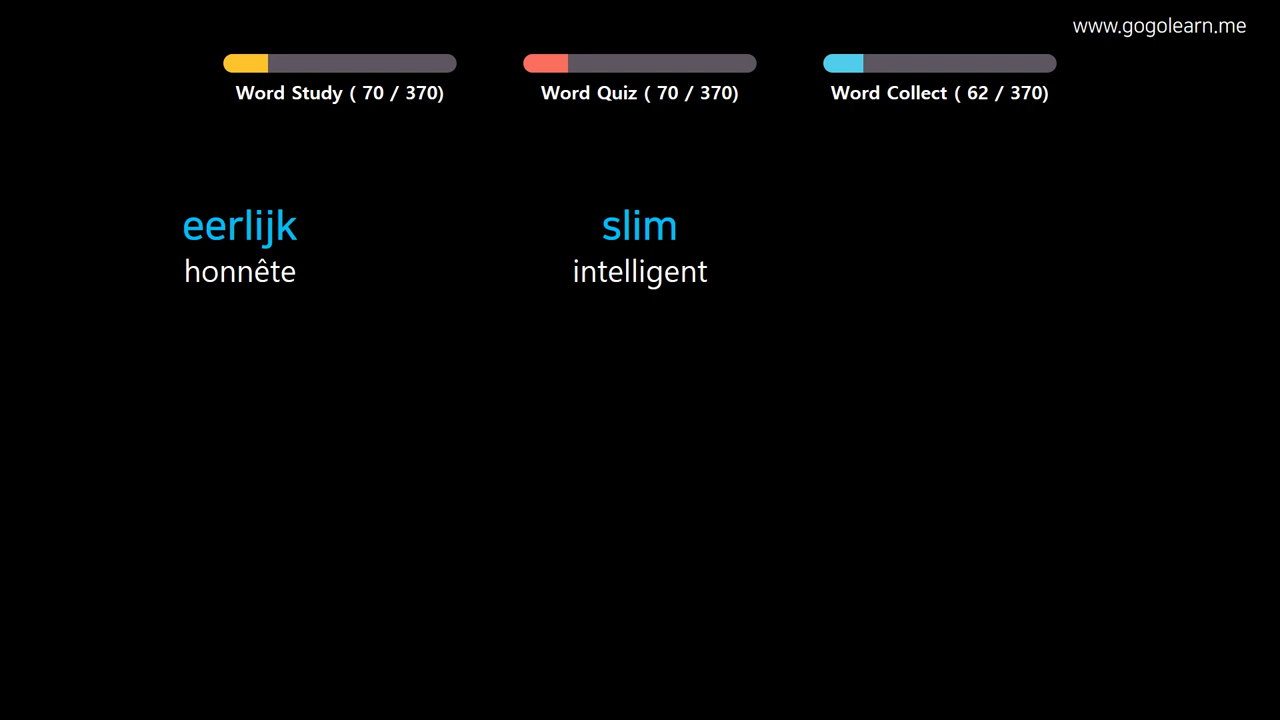 www.gogolearn.me
Word Study ( 70 / 370)
Word Quiz ( 70 / 370)
Word Collect ( 62 / 370)
eerlijk
honnête
slim
intelligent